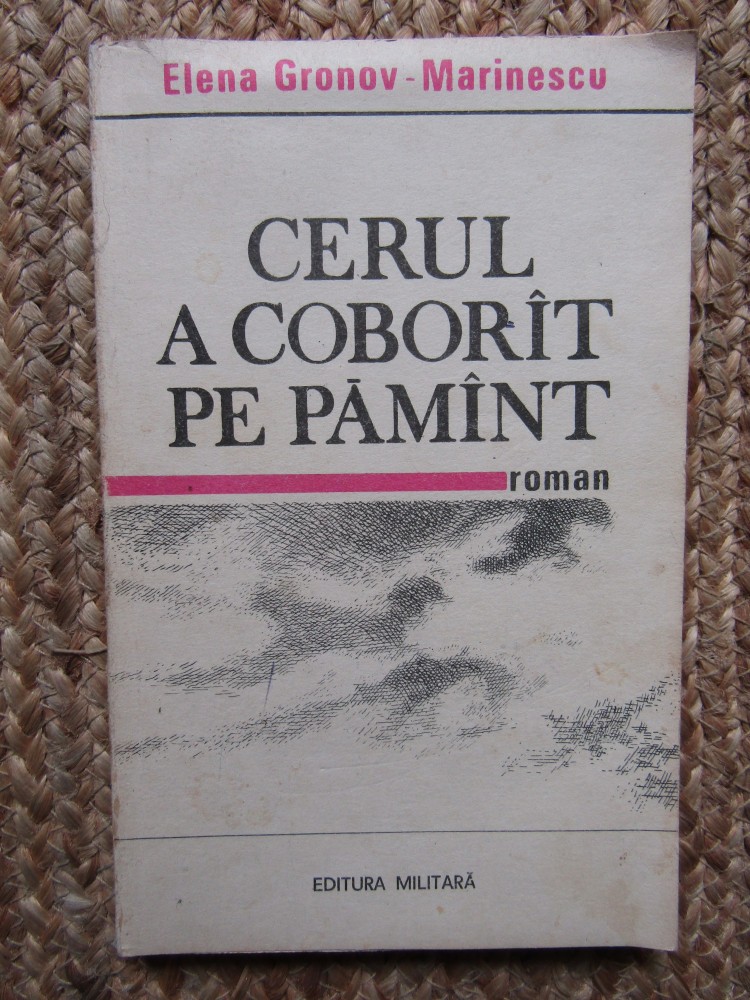 Elena Gronov-Marinescu
CERUL
A COBORÎT
PE PĂMÎNT
roman
EDITURA MILITARĂ